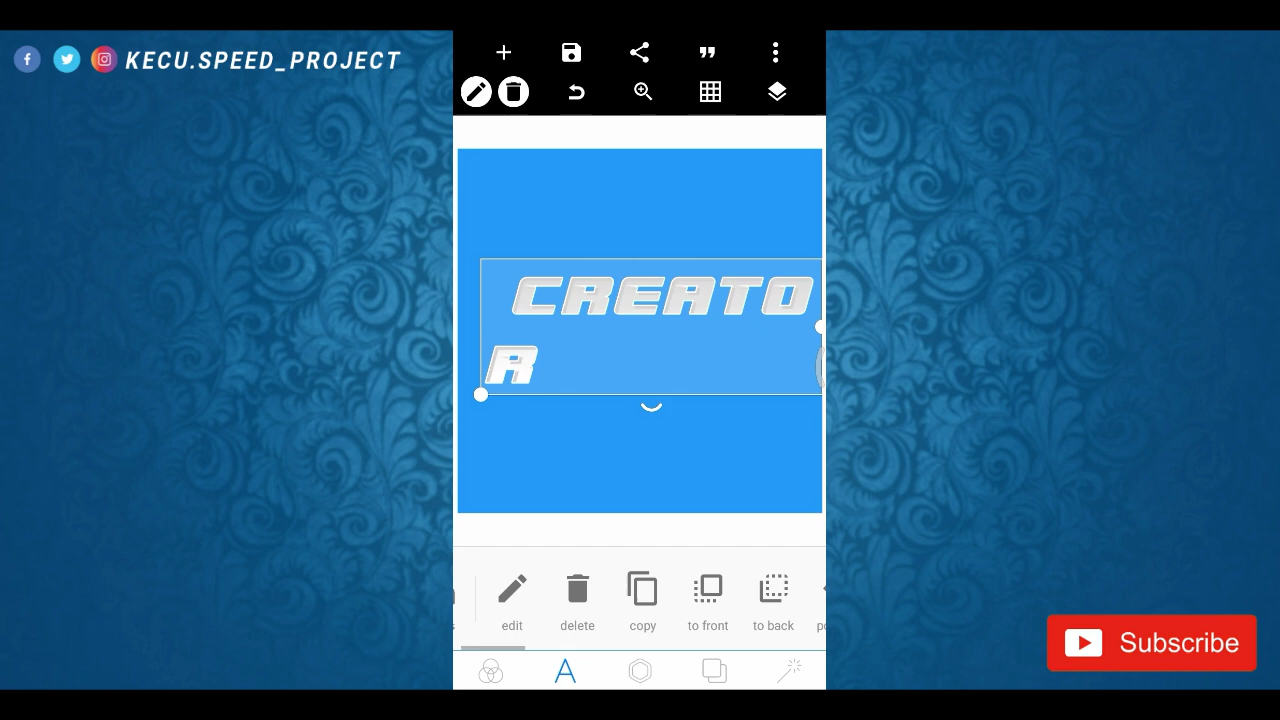 KECU.SPEED_PROJECT
CREATO
R
edit delete copy to front to back
Subscribe